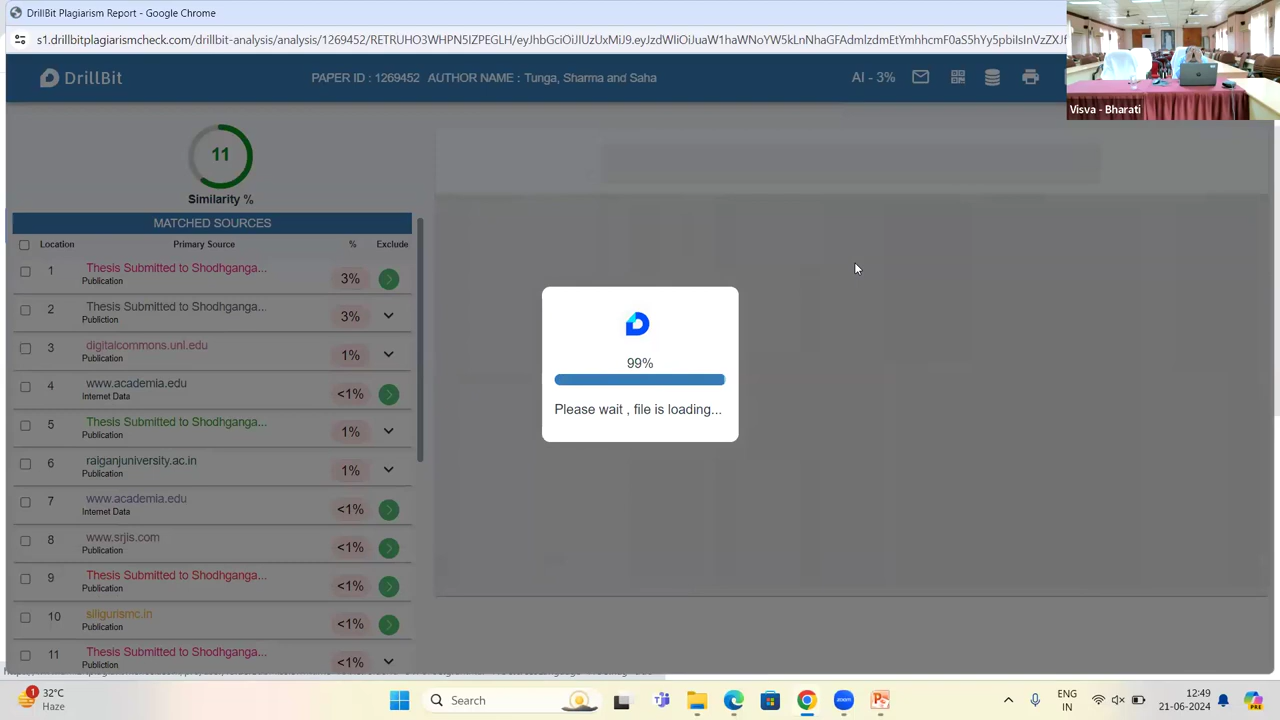 DrillBit Plagiarism Report - Google Chrome
s1.drillbitplagiarismcheck.com/drillbit-analysis/analysis/1269452/RETRUHO3WHPN5IZPEGLH/
DrillBit
PAPER ID : 1269452 AUTHOR NAME : Tunga, Sharma and Saha
AI - 3%
Visva - Bharati
11
Similarity %
MATCHED SOURCES
Location Primary Source % Exclude
1 Thesis Submitted to Shodhganga... 3%
Publication
2 Thesis Submitted to Shodhganga... 3%
Publiction
3 digitalcommons.unl.edu 1%
Publication
4 www.academia.edu <1%
Internet Data
5 Thesis Submitted to Shodhganga... 1%
Publication
6 raiganjuniversity.ac.in 1%
Publication
7 www.academia.edu <1%
Internet Data
8 www.srjis.com <1%
Publication
9 Thesis Submitted to Shodhganga... <1%
Publication
10 siligurismc.in <1%
Publication
11 Thesis Submitted to Shodhganga... <1%
Publiction
99%
Please wait , file is loading...
1
32°C
Haze
Search
zoom
ENG
IN
12:49
21-06-2024
PRE